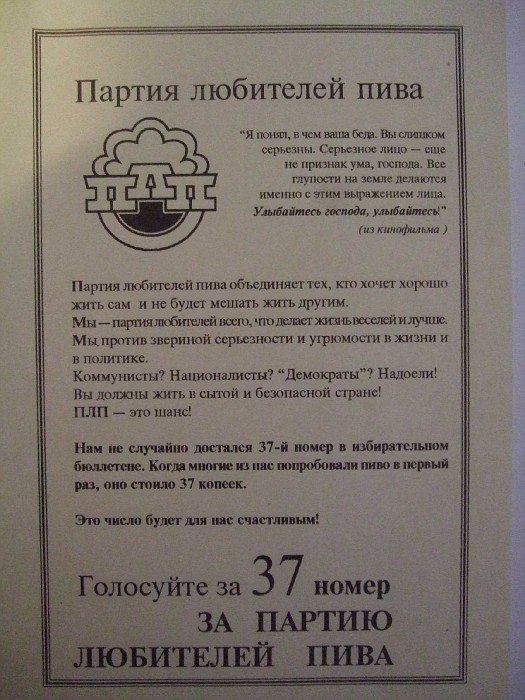 Партия любителей пива
ПЛП
“Я понял, в чем ваша беда. Вы слишком
серьезны. Серьезное лицо — еще
не признак ума, господа. Все
глупости на земле делаются
именно с этим выражением лица.
Улыбайтесь господа, улыбайтесь!”
(из кинофильма )
Партия любителей пива объединяет тех, кто хочет хорошо
жить сам и не будет мешать жить другим.
Мы — партия любителей всего, что делает жизнь веселей и лучше.
Мы против звериной серьезности и угрюмости в жизни и
в политике.
Коммунисты? Националисты? “Демократы”? Надоели!
Вы должны жить в сытой и безопасной стране!
ПЛП — это шанс!
Нам не случайно достался 37-й номер в избирательном
бюллетене. Когда многие из нас попробовали пиво в первый
раз, оно стоило 37 копеек.
Это число будет для нас счастливым!
Голосуйте за 37 номер
ЗА ПАРТИЮ
ЛЮБИТЕЛЕЙ ПИВА